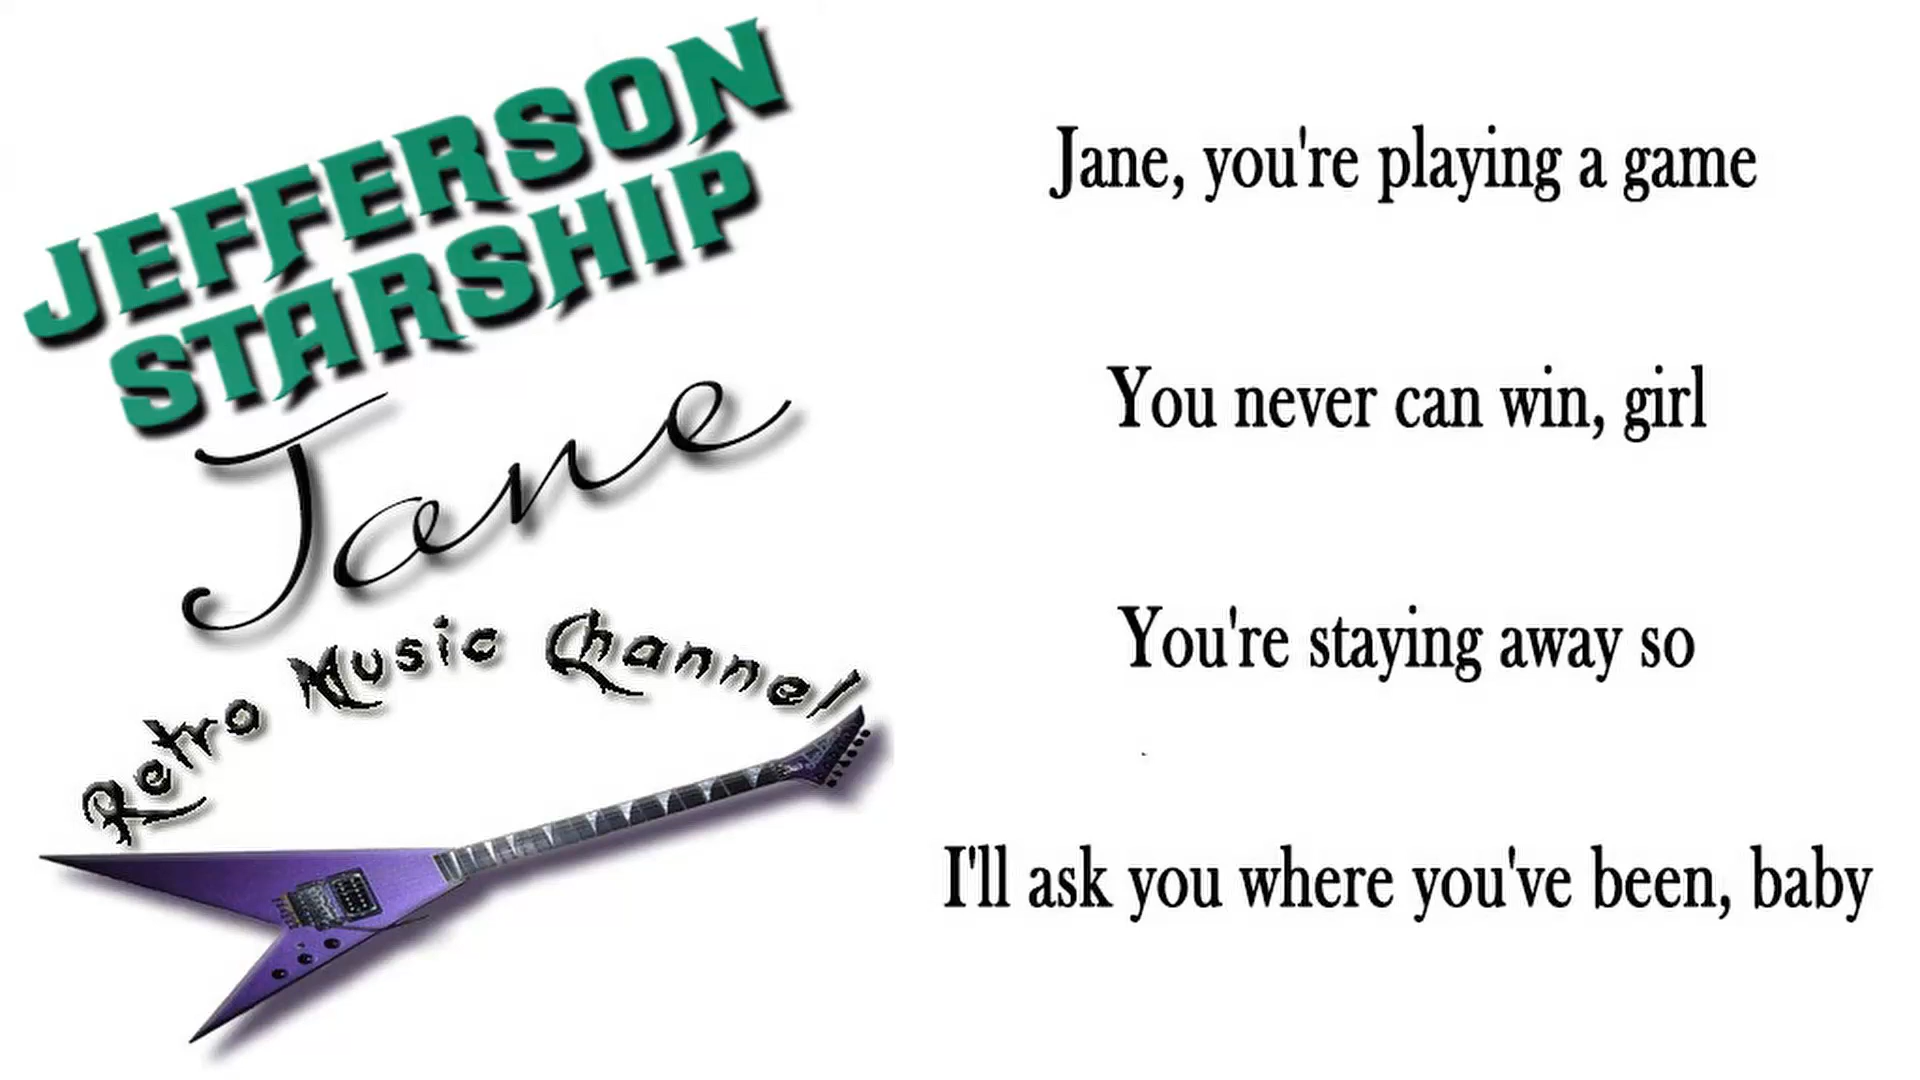 JEFFERSON
STARSHIP
Jane
Retro Music Channel
Jane, you're playing a game
You never can win, girl
You're staying away so
I'll ask you where you've been, baby